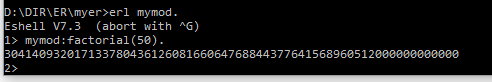 D:\DIR\ER\myer>erl mymod.
Eshell V7.3  (abort with ^G)
1> mymod:factorial(50).
30414093201713378043612608166064768844377641568960512000000000000
2>